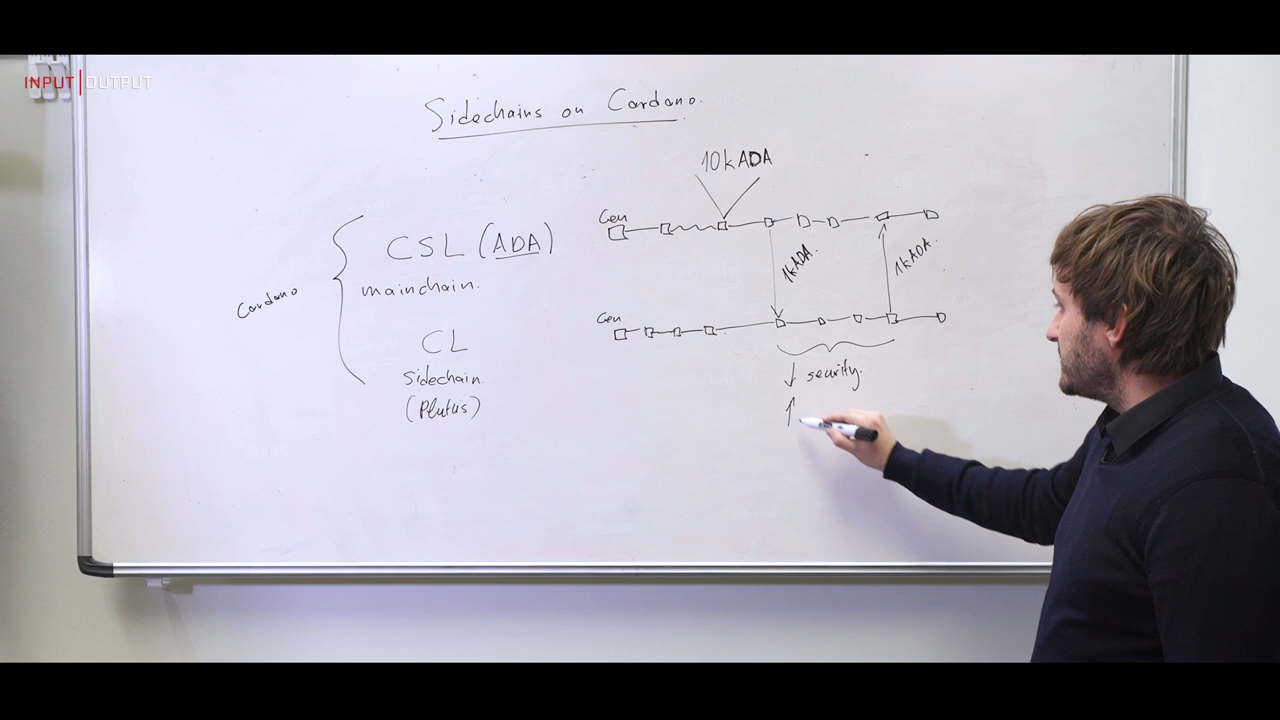 INPUT|OUTPUT
Sidechains on Cardano.
Cardano
CSL (ADA)
mainchain.
CL
Sidechain.
(Plutus)
10k ADA
Gen
1k ADA.
1k ADA.
Gen
↓ security.
↑